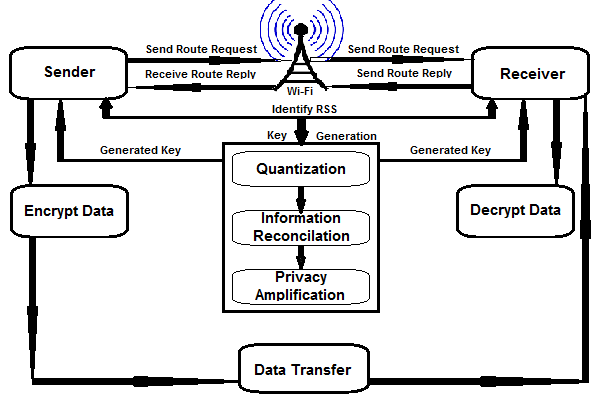 Send Route Request
Send Route Request
Sender
Receive Route Reply
Send Route Reply
Receiver
Wi-Fi
Identify RSS
Key Generation
Generated Key
Generated Key
Quantization
Encrypt Data
Information
Reconcilation
Decrypt Data
Privacy
Amplification
Data Transfer